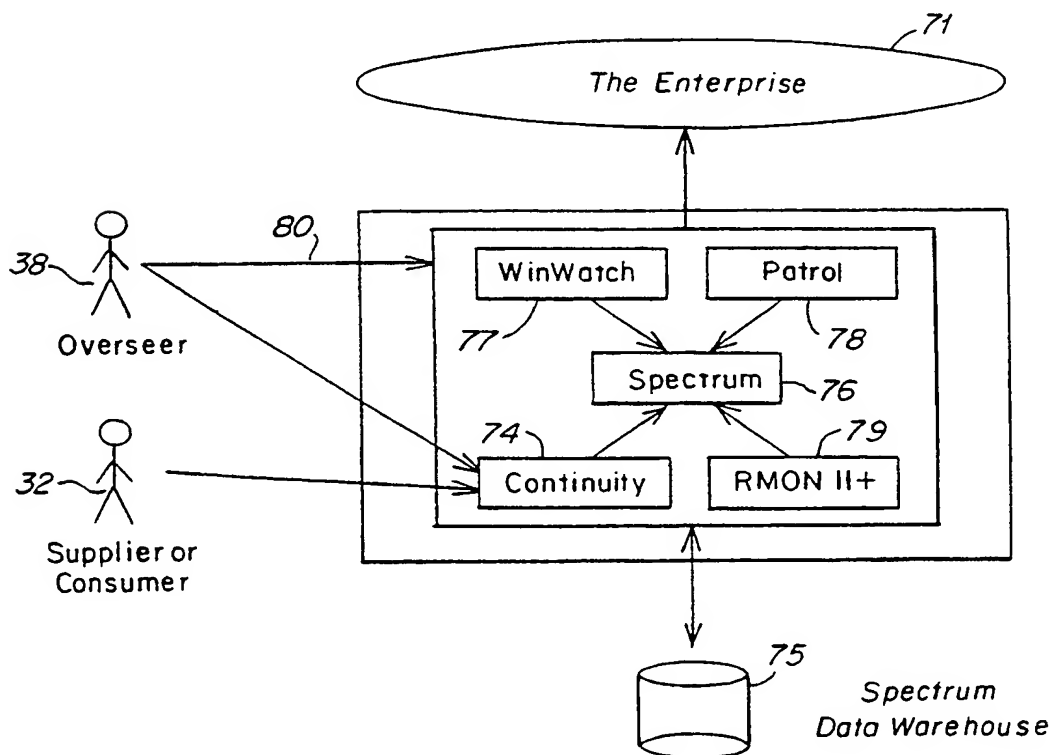 71
The Enterprise
80
38
Overseer
WinWatch
Patrol
77
78
Spectrum
76
74
79
32
Continuity
RMON II+
Supplier or
Consumer
75
Spectrum
Data Warehouse